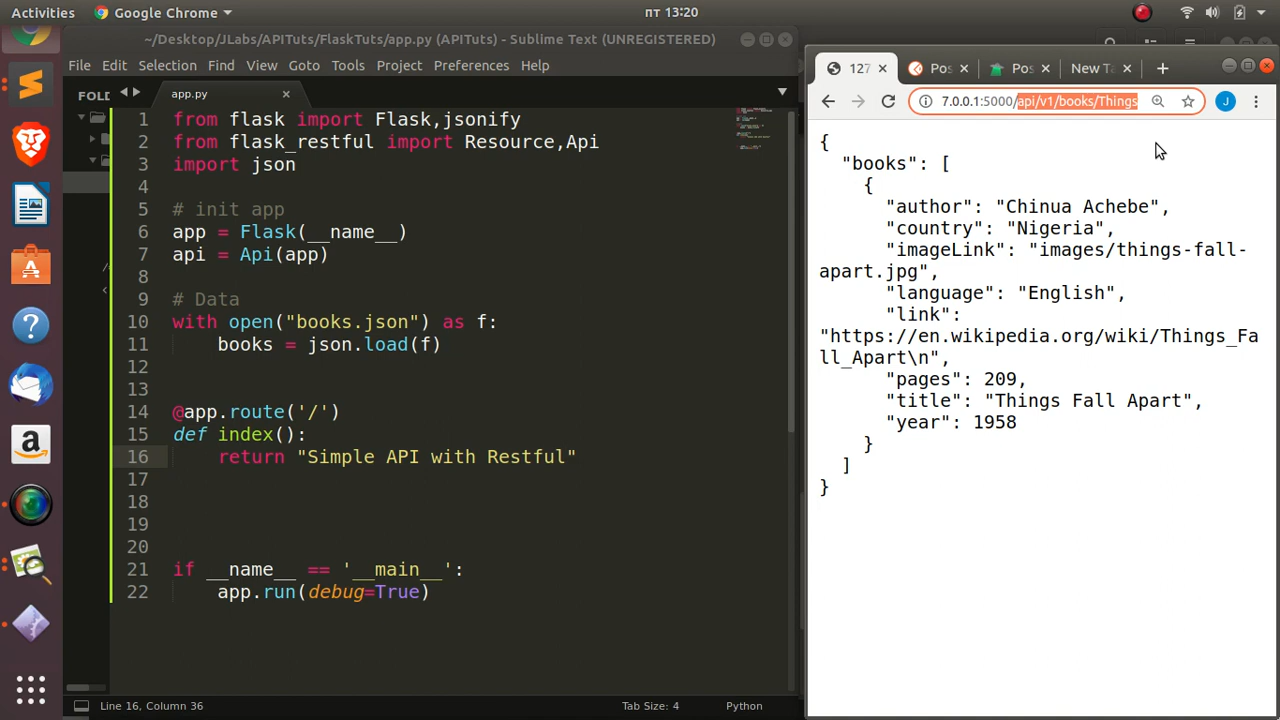 Activities
Google Chrome
пт 13:20
~/Desktop/JLabs/APITuts/FlaskTuts/app.py (APITuts) - Sublime Text (UNREGISTERED)
File Edit Selection Find View Goto Tools Project Preferences Help
FOLD
app.py
1 from flask import Flask,jsonify
2 from flask_restful import Resource,Api
3 import json
4
5 # init app
6 app = Flask(__name__)
7 api = Api(app)
8
9 # Data
10 with open("books.json") as f:
11 books = json.load(f)
12
13
14 @app.route('/')
15 def index():
16 return "Simple API with Restful"
17
18
19
20
21 if __name__ == '__main__':
22 app.run(debug=True)
Line 16, Column 36
Tab Size: 4
Python
127
Pos
Pos
New Ta
7.0.0.1:5000/api/v1/books/Things
J
{
"books": [
{
"author": "Chinua Achebe",
"country": "Nigeria",
"imageLink": "images/things-fall-
apart.jpg",
"language": "English",
"link":
"https://en.wikipedia.org/wiki/Things_Fa
ll_Apart\n",
"pages": 209,
"title": "Things Fall Apart",
"year": 1958
}
]
}